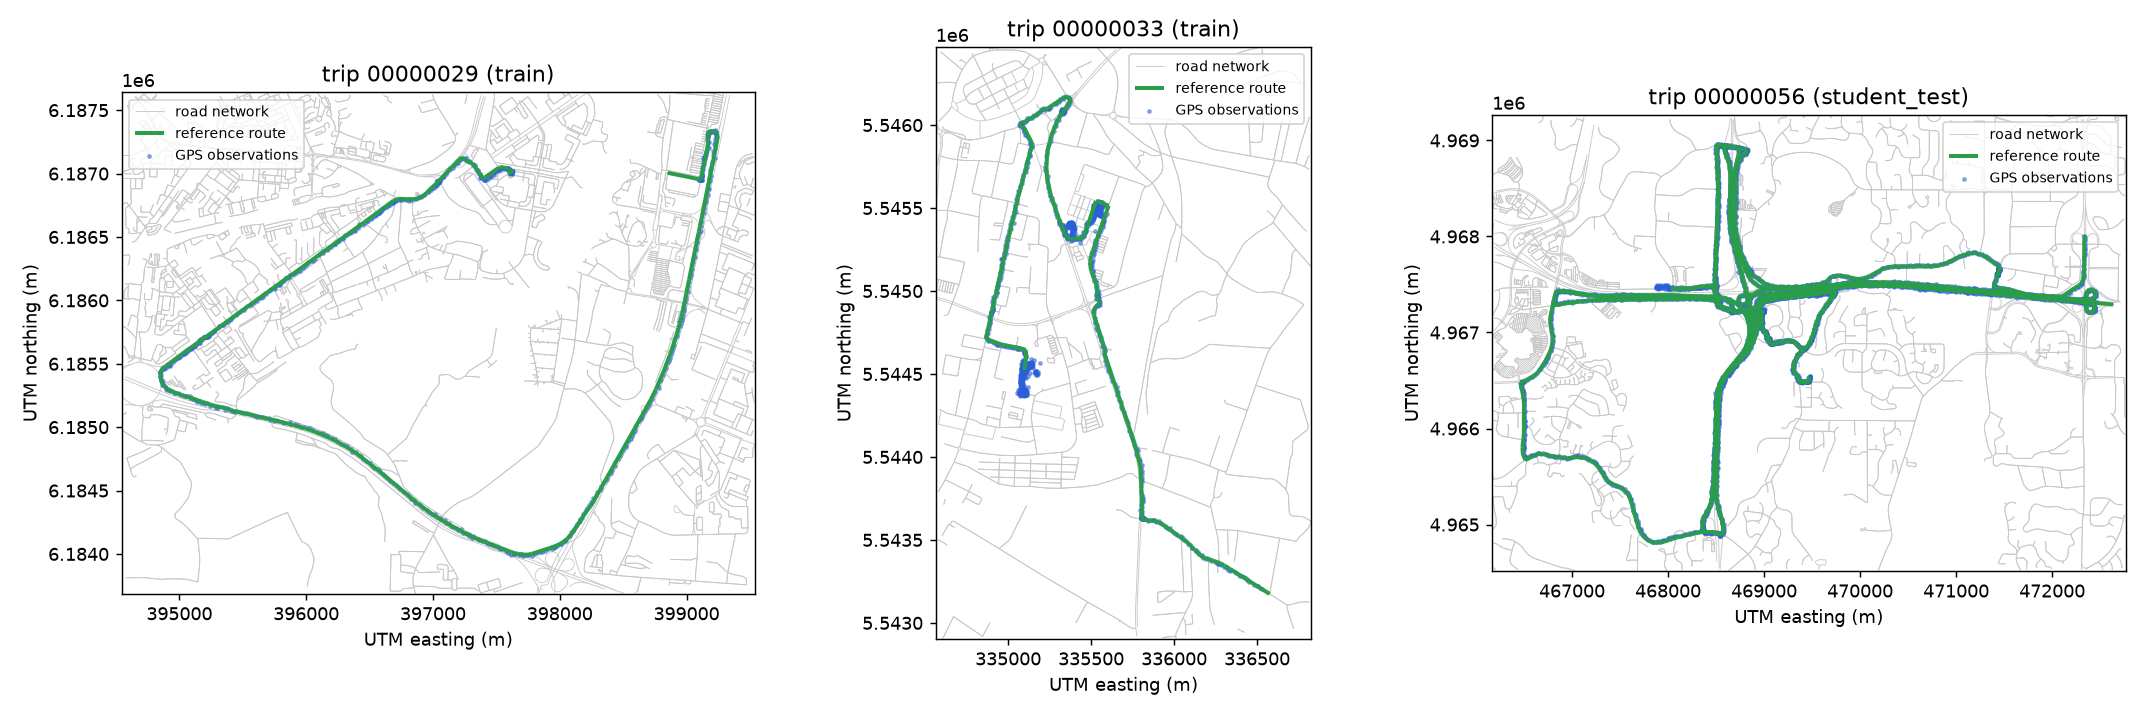 trip 00000029 (train)
1e6
6.1875
6.1870
6.1865
6.1860
6.1855
6.1850
6.1845
6.1840
UTM northing (m)
395000 396000 397000 398000 399000
UTM easting (m)
road network
reference route
GPS observations
trip 00000033 (train)
1e6
5.5460
5.5455
5.5450
5.5445
5.5440
5.5435
5.5430
UTM northing (m)
335000 335500 336000 336500
UTM easting (m)
road network
reference route
GPS observations
trip 00000056 (student_test)
1e6
4.969
4.968
4.967
4.966
4.965
UTM northing (m)
467000 468000 469000 470000 471000 472000
UTM easting (m)
road network
reference route
GPS observations